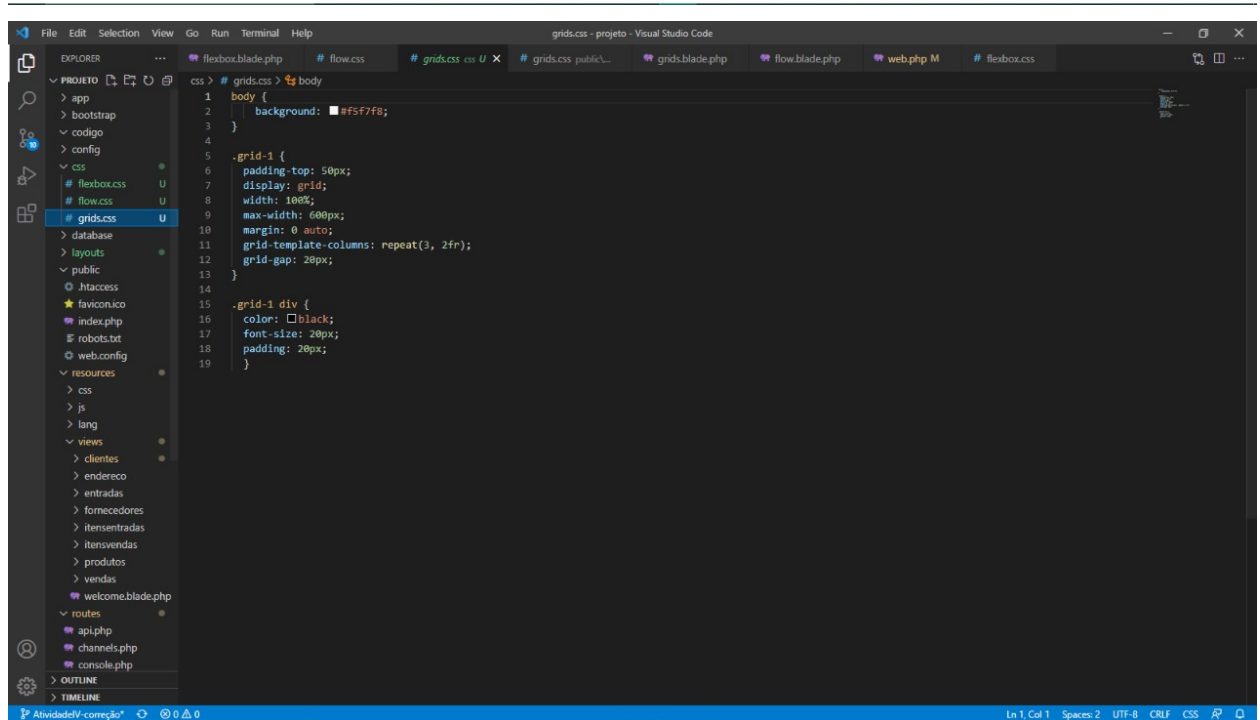 File Edit Selection View Go Run Terminal Help grids.css - projeto - Visual Studio Code
EXPLORER ...
flexbox.blade.php # flow.css # grids.css css U # grids.css public\... grids.blade.php flow.blade.php web.php M # flexbox.css
PROJETO
css > # grids.css > body
app
bootstrap
codigo
config
css
# flexbox.css U
# flow.css U
# grids.css U
database
layouts
public
.htaccess
favicon.ico
index.php
robots.txt
web.config
resources
css
js
lang
views
clientes
endereco
entradas
fornecedores
itensentradas
itensvendas
produtos
vendas
welcome.blade.php
routes
api.php
channels.php
console.php
OUTLINE
TIMELINE
10
1 body {
2 background: #f5f7f8;
3 }
4
5 .grid-1 {
6 padding-top: 50px;
7 display: grid;
8 width: 100%;
9 max-width: 600px;
10 margin: 0 auto;
11 grid-template-columns: repeat(3, 2fr);
12 grid-gap: 20px;
13 }
14
15 .grid-1 div {
16 color: black;
17 font-size: 20px;
18 padding: 20px;
19 }
AtividadeIV-correção* 0 0 Ln 1, Col 1 Spaces: 2 UTF-8 CRLF CSS